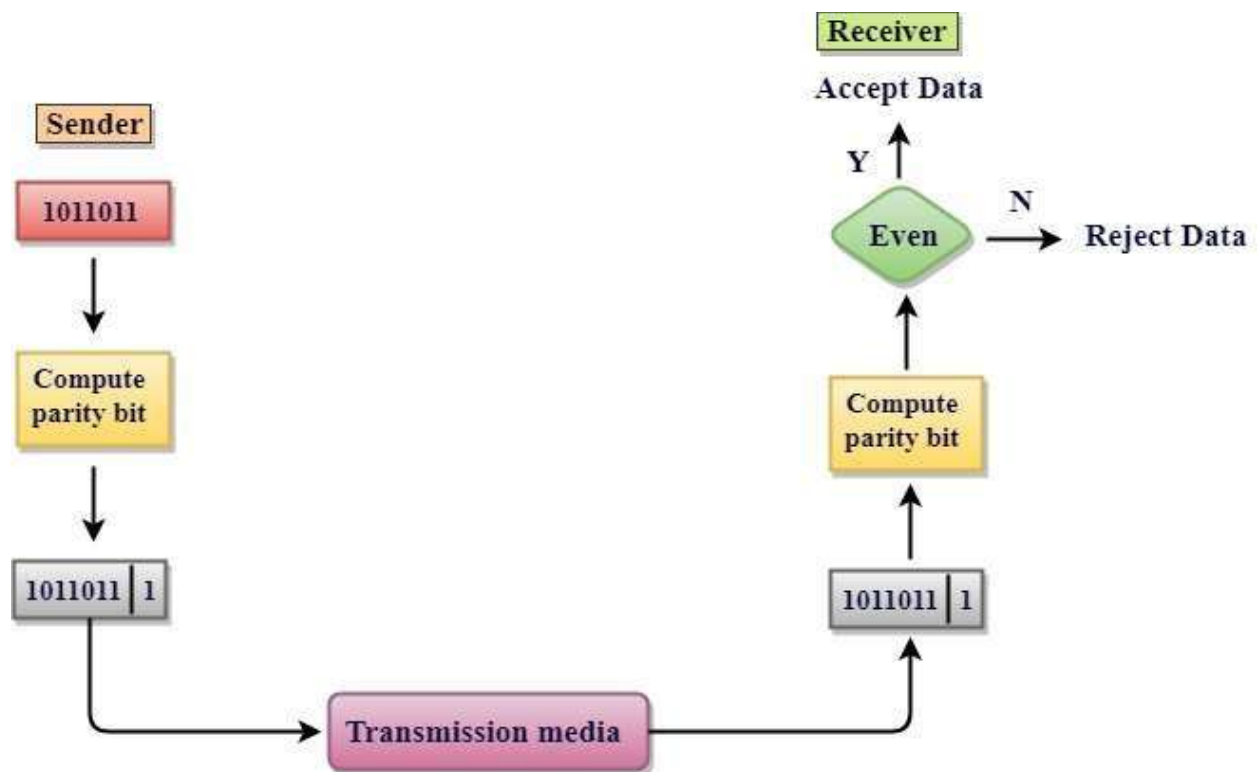 Sender
1011011
Compute
parity bit
1011011 | 1
Transmission media
Receiver
Accept Data
Y
N
Even
Reject Data
Compute
parity bit
1011011 | 1